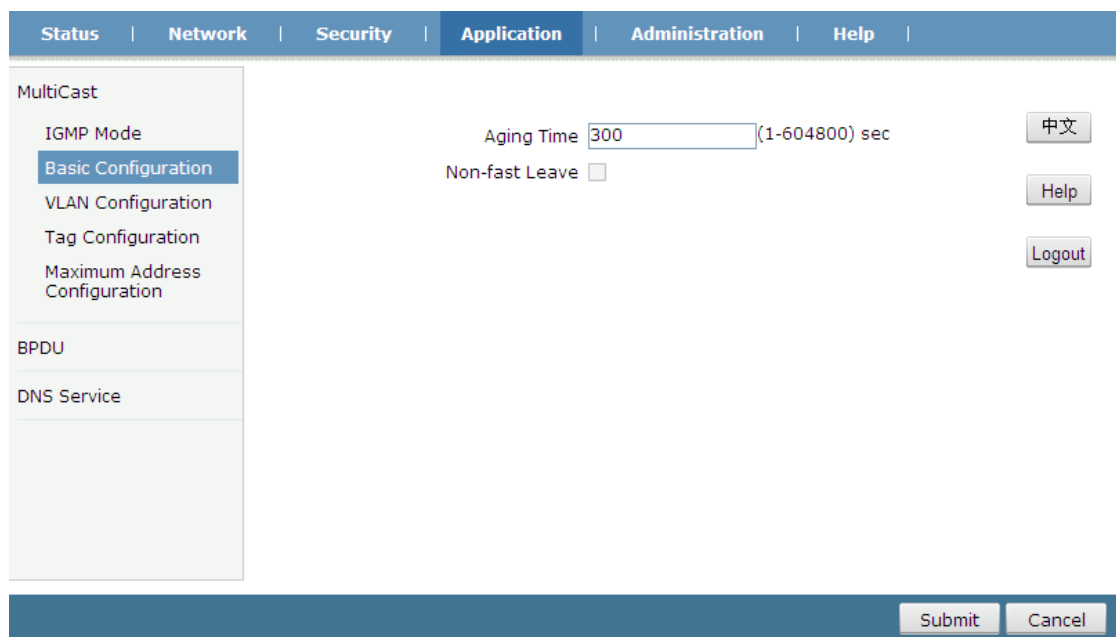 Status | Network | Security | Application | Administration | Help |
MultiCast
IGMP Mode
Basic Configuration
VLAN Configuration
Tag Configuration
Maximum Address
Configuration
BPDU
DNS Service
Aging Time 300 (1-604800) sec
Non-fast Leave
中文
Help
Logout
Submit Cancel